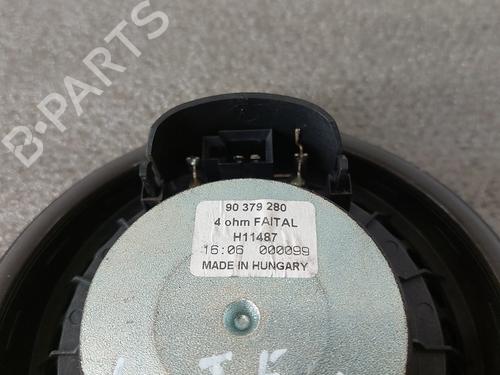 B-PARTS
90 379 280
4 ohm FAITAL
H11487
16:06 000099
MADE IN HUNGARY